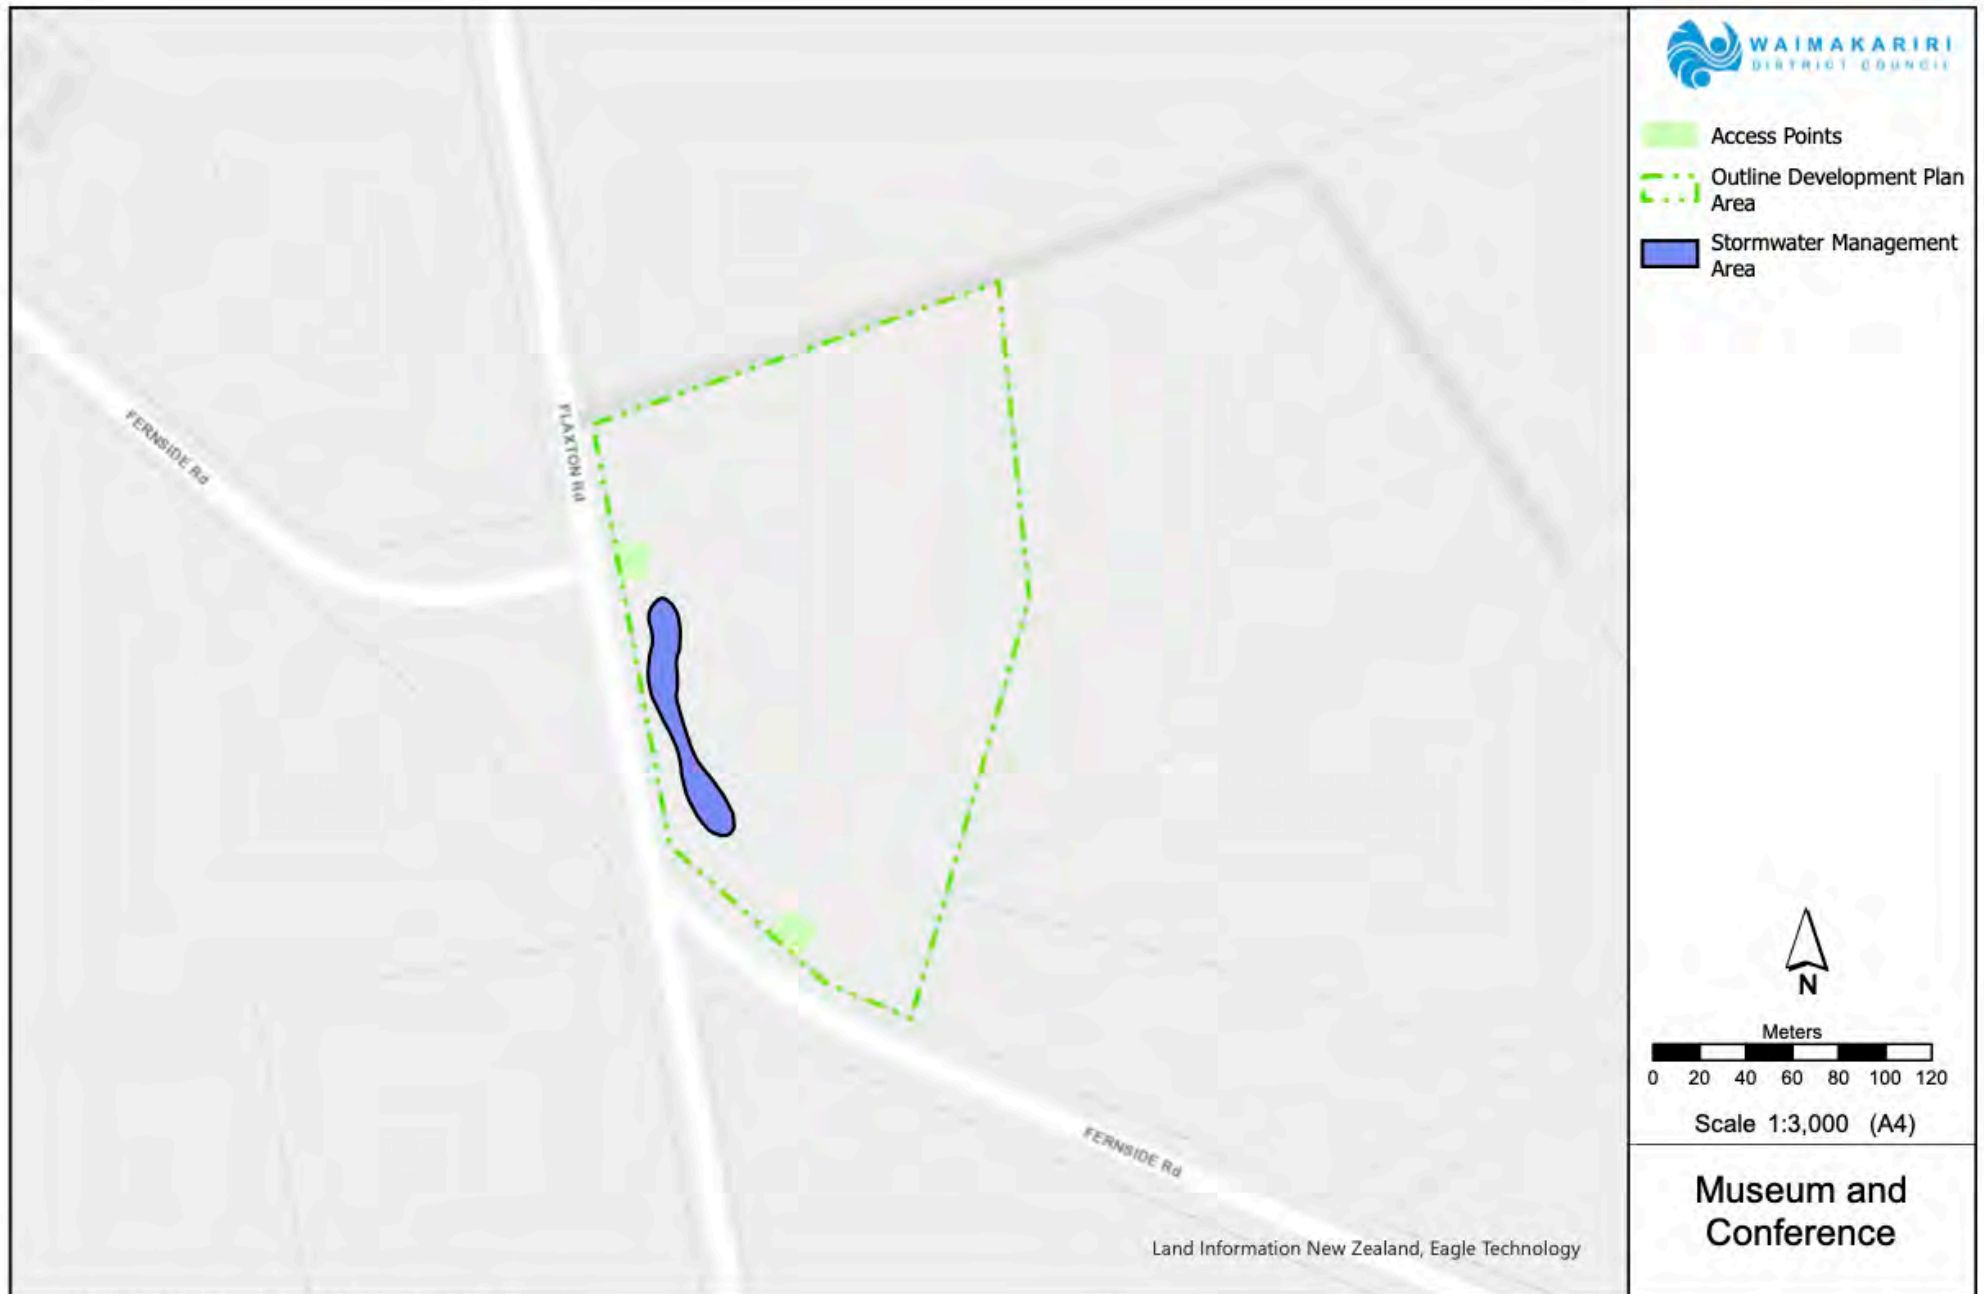 WAIMAKARIRI
DISTRICT COUNCIL
Access Points
Outline Development Plan
Area
Stormwater Management
Area
FERNSIDE Rd
FLAXTON Rd
FERNSIDE Rd
Land Information New Zealand, Eagle Technology
N
Meters
0 20 40 60 80 100 120
Scale 1:3,000 (A4)
Museum and
Conference